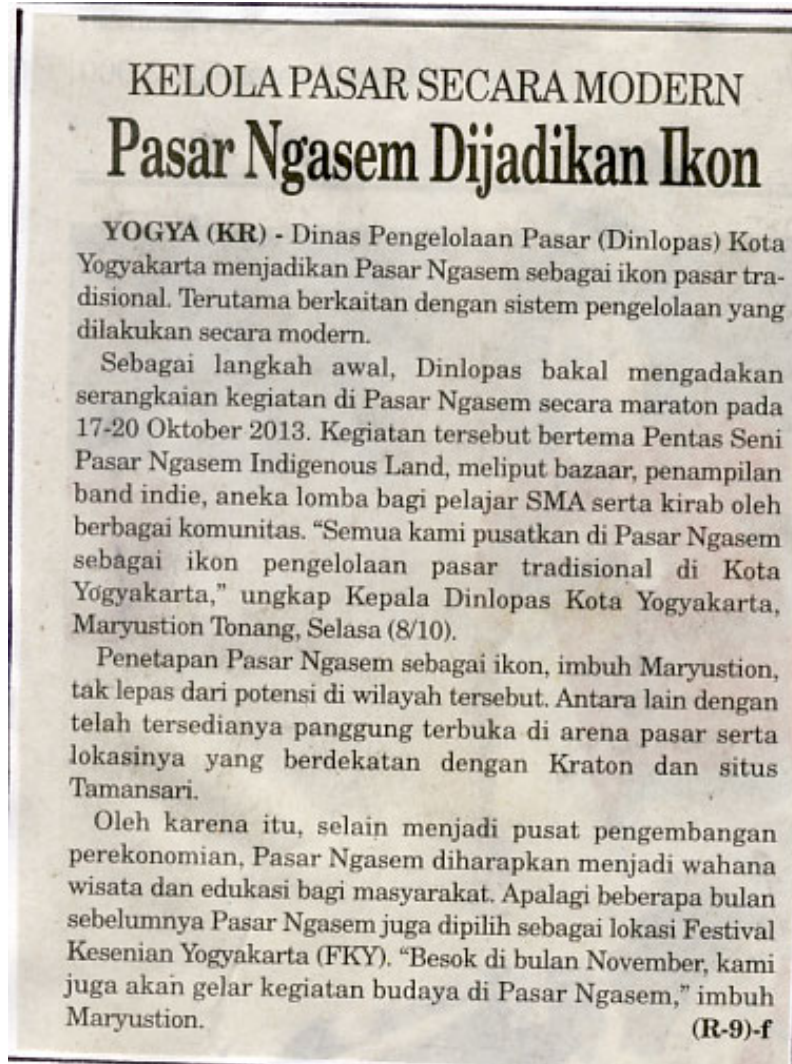 KELOLA PASAR SECARA MODERN
Pasar Ngasem Dijadikan Ikon
YOGYA (KR) - Dinas Pengelolaan Pasar (Dinlopas) Kota
Yogyakarta menjadikan Pasar Ngasem sebagai ikon pasar tra-
disional. Terutama berkaitan dengan sistem pengelolaan yang
dilakukan secara modern.
Sebagai langkah awal, Dinlopas bakal mengadakan
serangkaian kegiatan di Pasar Ngasem secara maraton pada
17-20 Oktober 2013. Kegiatan tersebut bertema Pentas Seni
Pasar Ngasem Indigenous Land, meliput bazaar, penampilan
band indie, aneka lomba bagi pelajar SMA serta kirab oleh
berbagai komunitas. “Semua kami pusatkan di Pasar Ngasem
sebagai ikon pengelolaan pasar tradisional di Kota
Yogyakarta,” ungkap Kepala Dinlopas Kota Yogyakarta,
Maryustion Tonang, Selasa (8/10).
Penetapan Pasar Ngasem sebagai ikon, imbuh Maryustion,
tak lepas dari potensi di wilayah tersebut. Antara lain dengan
telah tersedianya panggung terbuka di arena pasar serta
lokasinya yang berdekatan dengan Kraton dan situs
Tamansari.
Oleh karena itu, selain menjadi pusat pengembangan
perekonomian, Pasar Ngasem diharapkan menjadi wahana
wisata dan edukasi bagi masyarakat. Apalagi beberapa bulan
sebelumnya Pasar Ngasem juga dipilih sebagai lokasi Festival
Kesenian Yogyakarta (FKY). “Besok di bulan November, kami
juga akan gelar kegiatan budaya di Pasar Ngasem,” imbuh
Maryustion. (R-9)-f